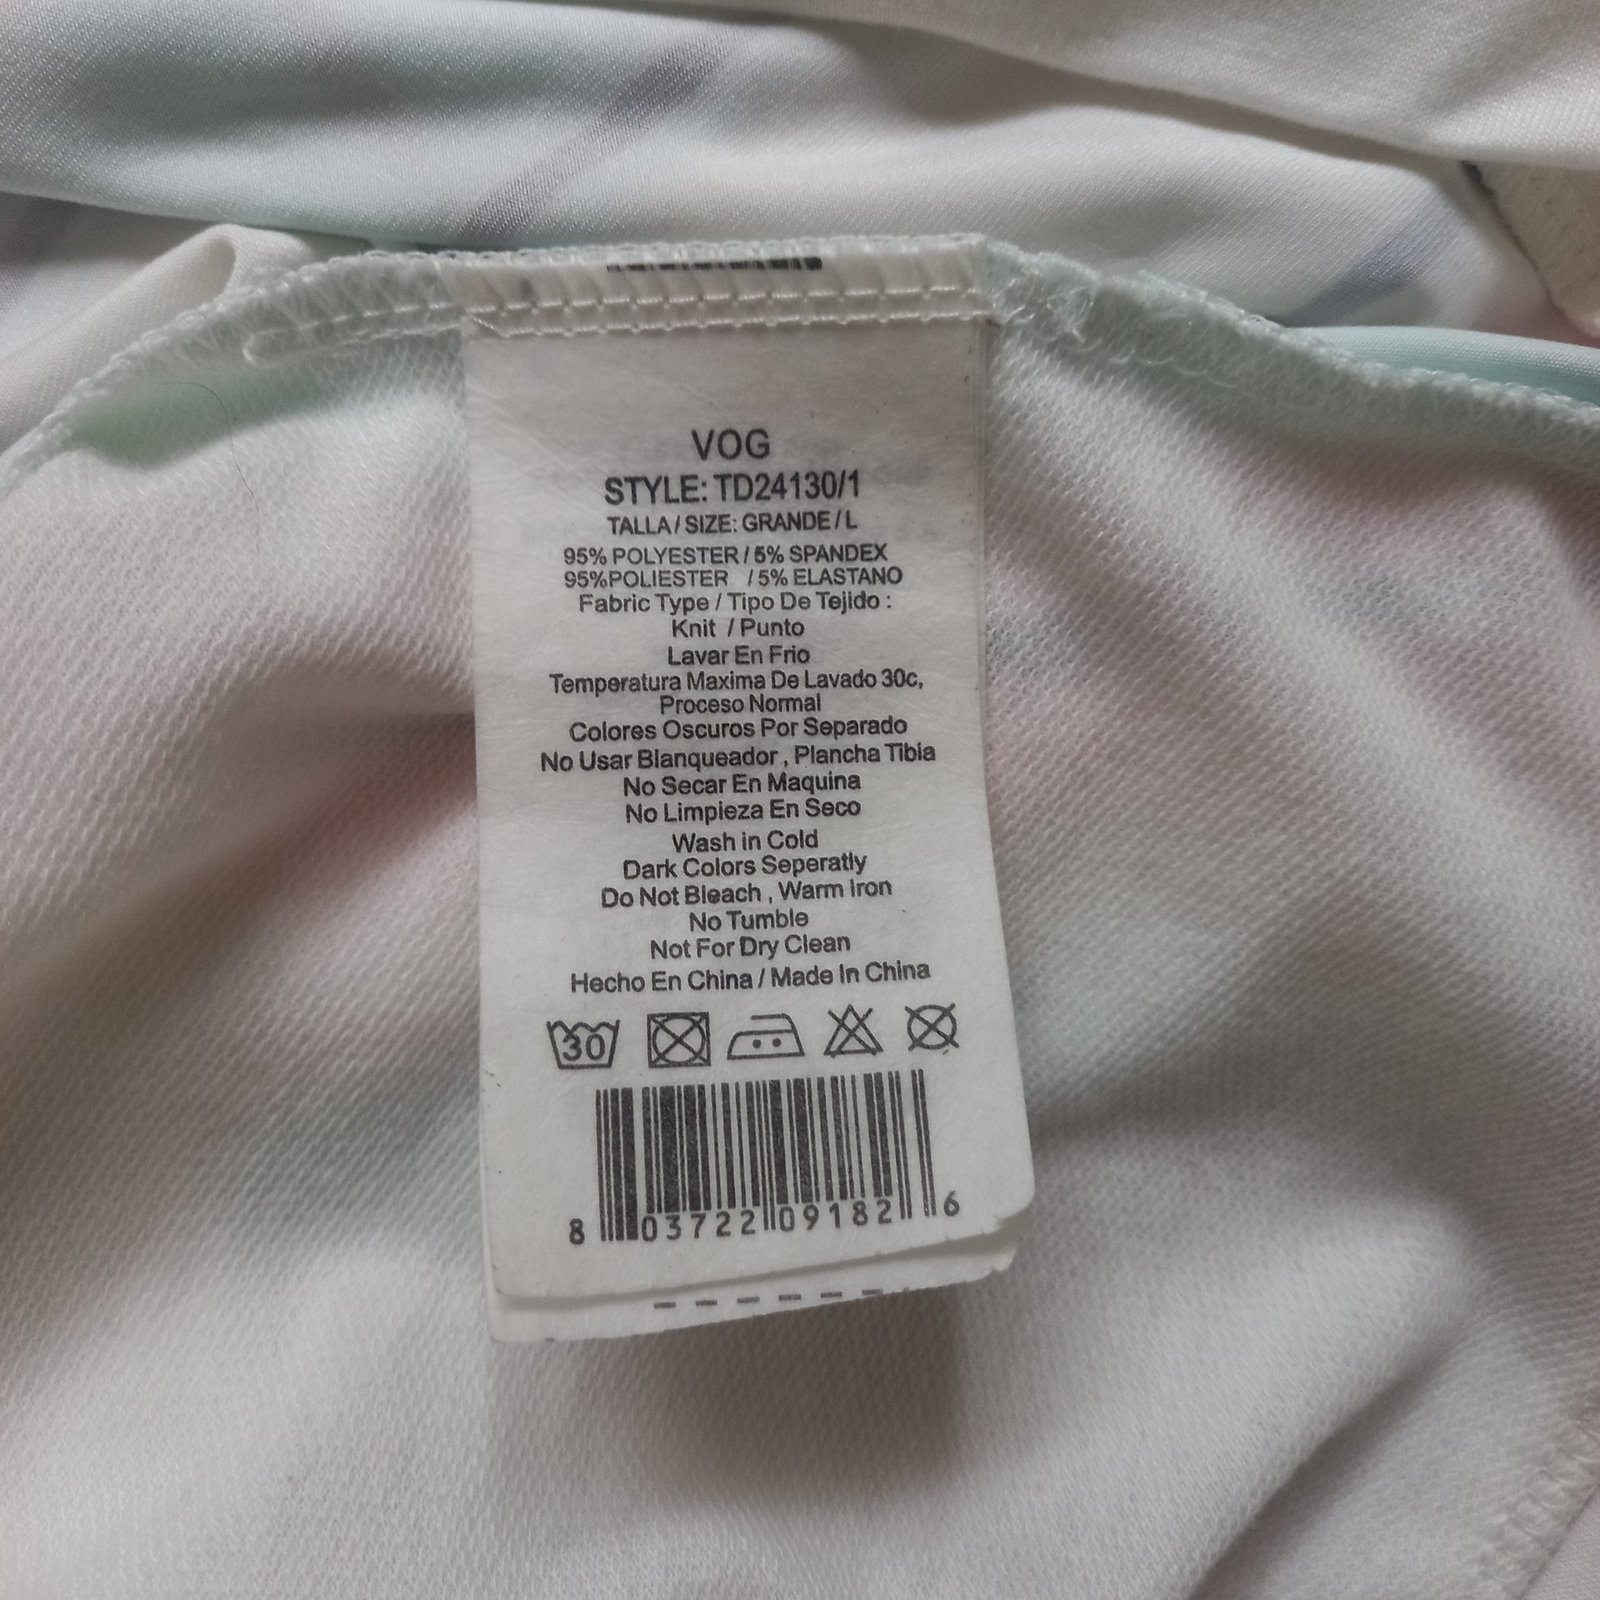 VOG
STYLE: TD24130/1
TALLA / SIZE: GRANDE / L
95% POLYESTER / 5% SPANDEX
95%POLIESTER / 5% ELASTANO
Fabric Type / Tipo De Tejido :
Knit / Punto
Lavar En Frio
Temperatura Maxima De Lavado 30c,
Proceso Normal
Colores Oscuros Por Separado
No Usar Blanqueador , Plancha Tibia
No Secar En Maquina
No Limpieza En Seco
Wash in Cold
Dark Colors Seperatly
Do Not Bleach , Warm Iron
No Tumble
Not For Dry Clean
Hecho En China / Made In China
30
8 03722 09182 6